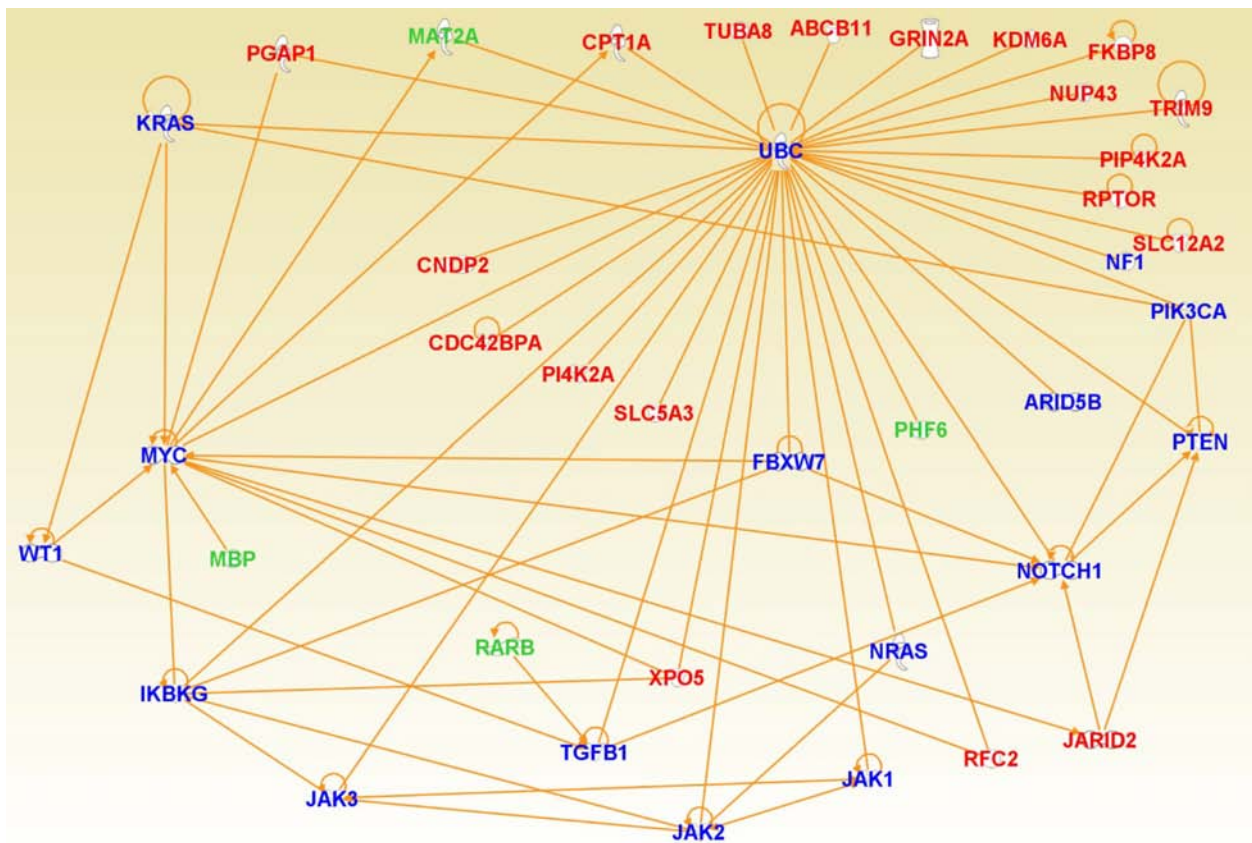 TUBA8
ABCB11
MAT2A
CPT1A
GRIN2A
KDM6A
PGAP1
FKBP8
NUP43
TRIM9
KRAS
UBC
PIP4K2A
RPTOR
SLC12A2
CNDP2
NF1
PIK3CA
CDC42BPA
PI4K2A
SLC5A3
ARID5B
PHF6
PTEN
MYC
FBXW7
WT1
MBP
NOTCH1
RARB
NRAS
XPO5
IKBKG
TGFB1
JARID2
RFC2
JAK1
JAK3
JAK2